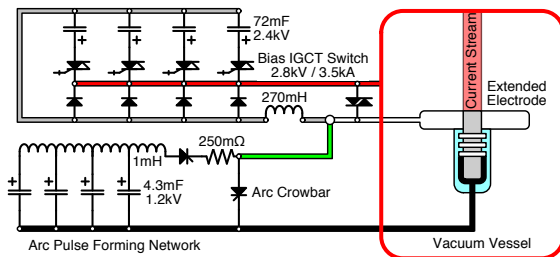 72mF
2.4kV
Bias IGCT Switch
2.8kV / 3.5kA
270mH
Current Stream
Extended
Electrode
250mΩ
1mH
4.3mF
1.2kV
Arc Crowbar
Arc Pulse Forming Network
Vacuum Vessel